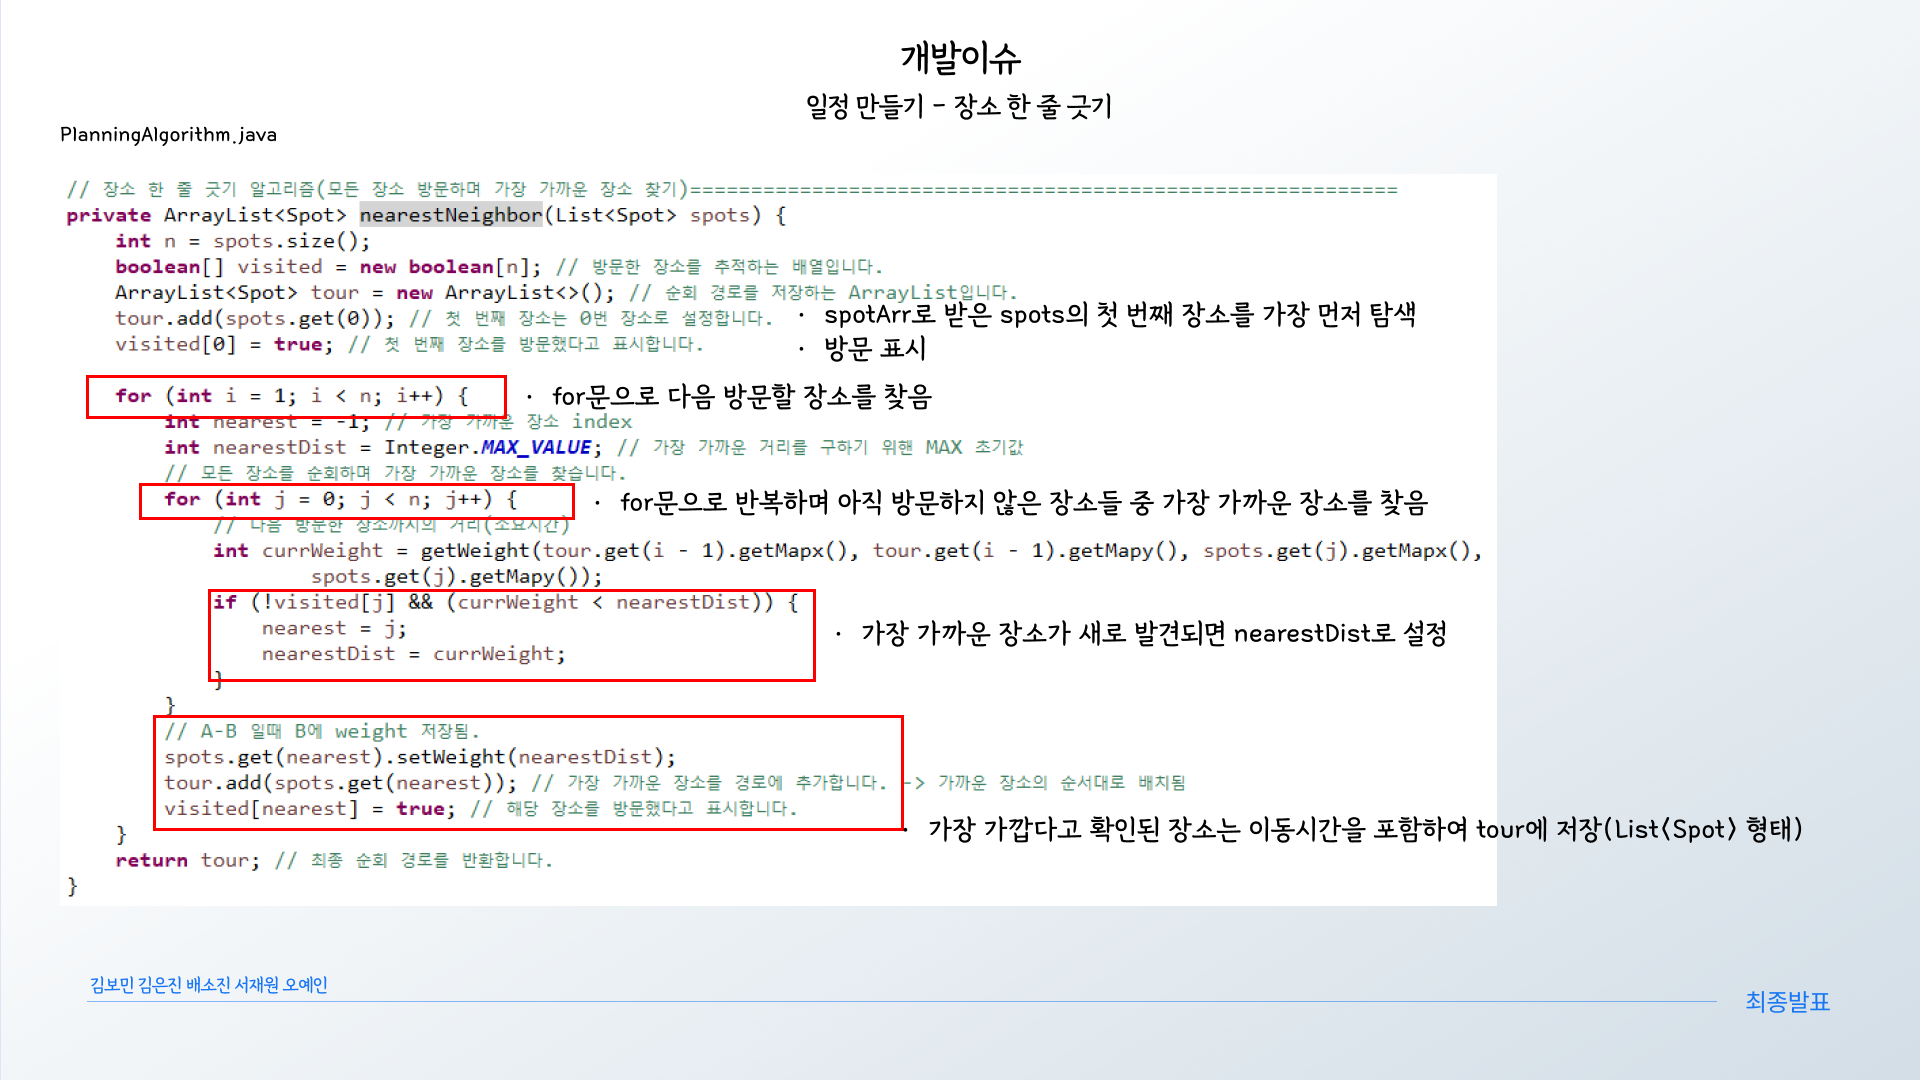 개발이슈
일정 만들기 - 장소 한 줄 긋기
PlanningAlgorithm.java
// 장소 한 줄 긋기 알고리즘(모든 장소 방문하며 가장 가까운 장소 찾기)==========================================================
private ArrayList<Spot> nearestNeighbor(List<Spot> spots) {
int n = spots.size();
boolean[] visited = new boolean[n]; // 방문한 장소를 추적하는 배열입니다.
ArrayList<Spot> tour = new ArrayList<>(); // 순회 경로를 저장하는 ArrayList입니다.
tour.add(spots.get(0)); // 첫 번째 장소는 0번 장소로 설정합니다.
· spotArr로 받은 spots의 첫 번째 장소를 가장 먼저 탐색
visited[0] = true; // 첫 번째 장소를 방문했다고 표시합니다.
· 방문 표시
for (int i = 1; i < n; i++) {
· for문으로 다음 방문할 장소를 찾음
int nearest = -1; // 가장 가까운 장소 index
int nearestDist = Integer.MAX_VALUE; // 가장 가까운 거리를 구하기 위핸 MAX 초기값
// 모든 장소를 순회하며 가장 가까운 장소를 찾습니다.
for (int j = 0; j < n; j++) {
· for문으로 반복하며 아직 방문하지 않은 장소들 중 가장 가까운 장소를 찾음
// 다음 방문한 장소까지의 거리(소요시간)
int currWeight = getWeight(tour.get(i - 1).getMapx(), tour.get(i - 1).getMapy(), spots.get(j).getMapx(),
spots.get(j).getMapy());
if (!visited[j] && (currWeight < nearestDist)) {
nearest = j;
· 가장 가까운 장소가 새로 발견되면 nearestDist로 설정
nearestDist = currWeight;
}
}
// A-B 일때 B에 weight 저장됨.
spots.get(nearest).setWeight(nearestDist);
tour.add(spots.get(nearest)); // 가장 가까운 장소를 경로에 추가합니다. -> 가까운 장소의 순서대로 배치됨
visited[nearest] = true; // 해당 장소를 방문했다고 표시합니다.
· 가장 가깝다고 확인된 장소는 이동시간을 포함하여 tour에 저장(List<Spot> 형태)
}
return tour; // 최종 순회 경로를 반환합니다.
}
김보민 김은진 배소진 서재원 오예인
최종발표